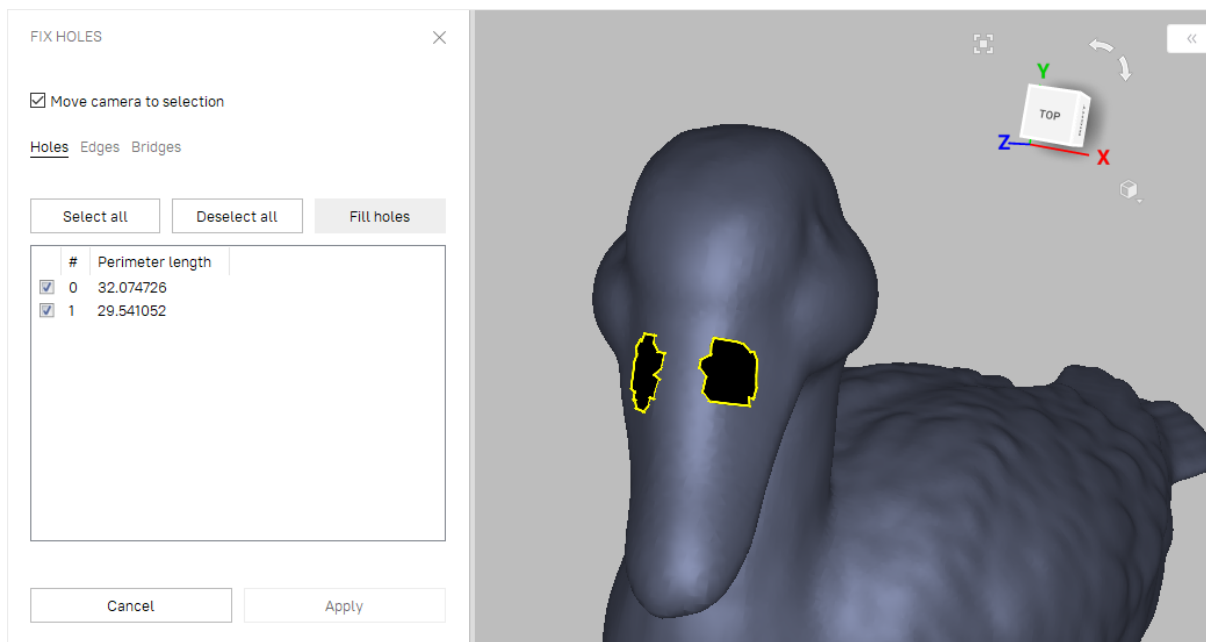 FIX HOLES
Move camera to selection
Holes Edges Bridges
Select all Deselect all Fill holes
# Perimeter length
0 32.074726
1 29.541052
Cancel Apply
Y
TOP
Z
X